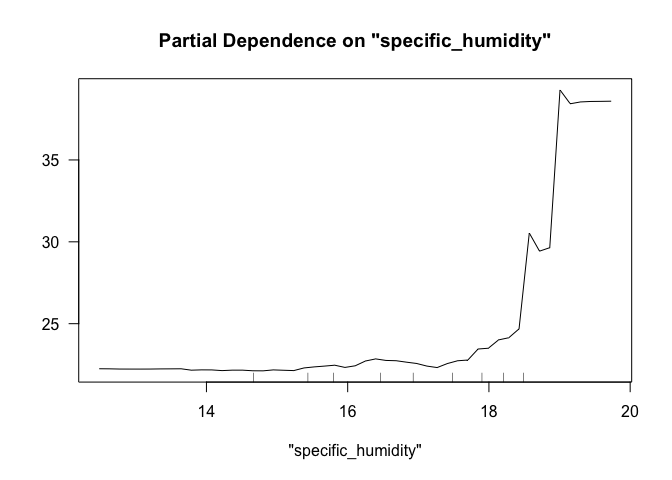 Partial Dependence on "specific_humidity"
35
30
25
14 16 18 20
"specific_humidity"